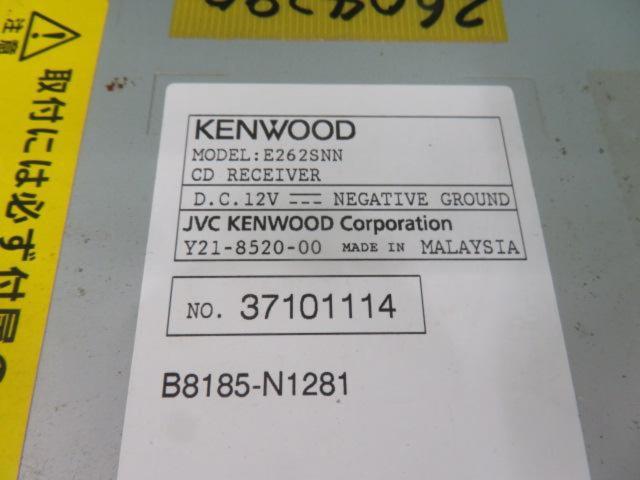 注意
取付には必ず付属の
KENWOOD
MODEL:E262SNN
CD RECEIVER
D.C.12V NEGATIVE GROUND
JVC KENWOOD Corporation
Y21-8520-00 MADE IN MALAYSIA
NO. 37101114
B8185-N1281